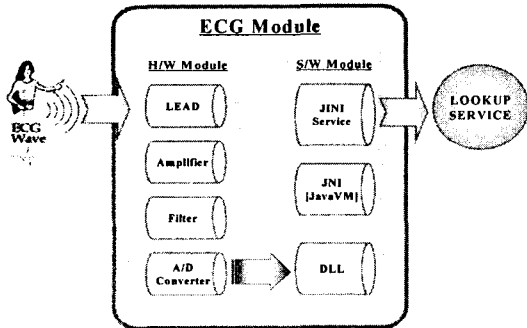 ECG Module
H/W Module
S/W Module
LEAD
Amplifier
Filter
A/D
Converter
JINI
Service
JNI
[JavaVM]
DLL
ECG
Wave
LOOKUP
SERVICE